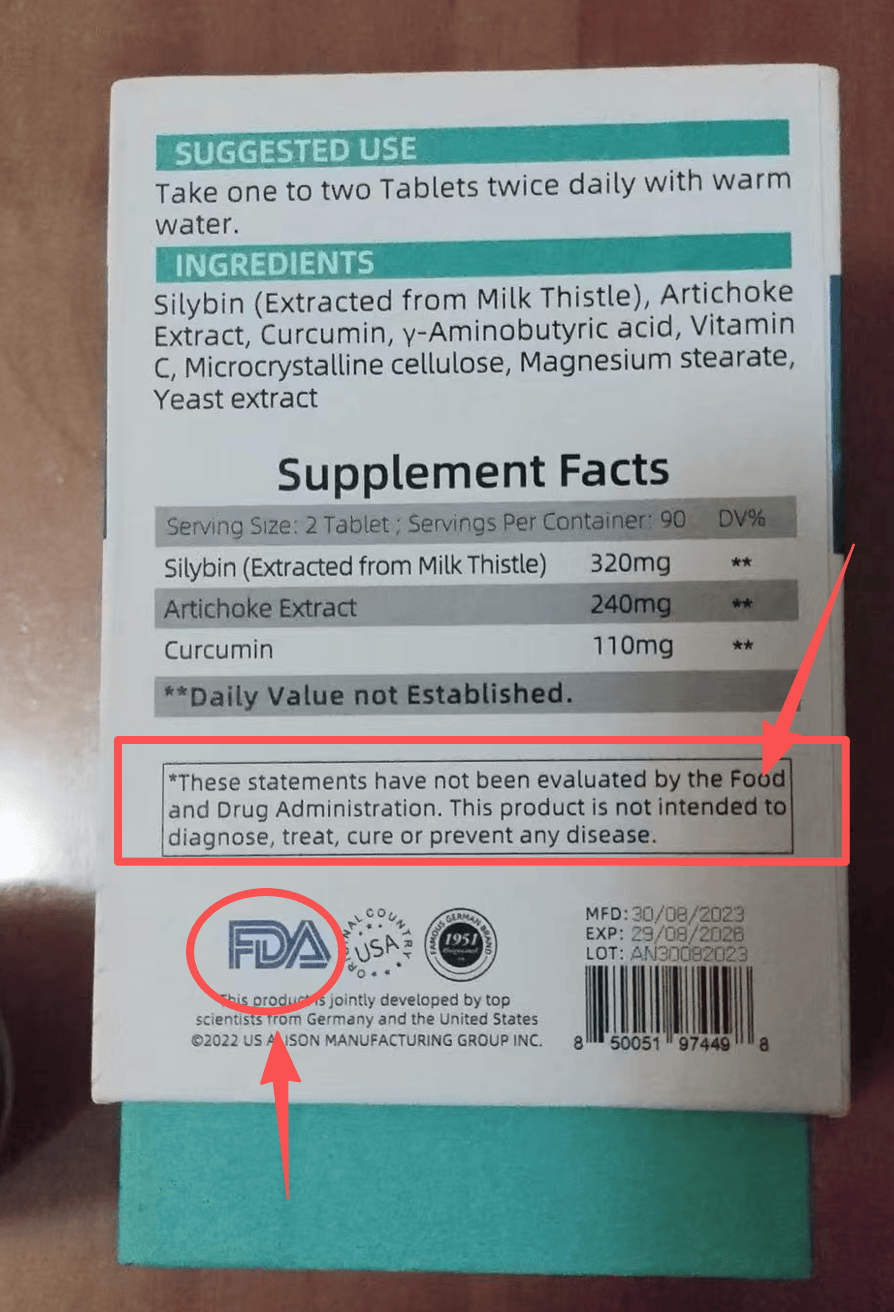 SUGGESTED USE
Take one to two Tablets twice daily with warm
water.
INGREDIENTS
Silybin (Extracted from Milk Thistle), Artichoke
Extract, Curcumin, γ-Aminobutyric acid, Vitamin
C, Microcrystalline cellulose, Magnesium stearate,
Yeast extract
Supplement Facts
Serving Size: 2 Tablet ; Servings Per Container: 90 DV%
Silybin (Extracted from Milk Thistle) 320mg **
Artichoke Extract 240mg **
Curcumin 110mg **
**Daily Value not Established.
*These statements have not been evaluated by the Food
and Drug Administration. This product is not intended to
diagnose, treat, cure or prevent any disease.
FDA
ORIGINAL COUNTRY
USA
FAMOUS GERMAN BRAND
1951
This product is jointly developed by top
scientists from Germany and the United States
©2022 US ALISON MANUFACTURING GROUP INC.
MFD: 30/08/2023
EXP: 29/08/2026
LOT: AN30082023
8 50051 97449 8